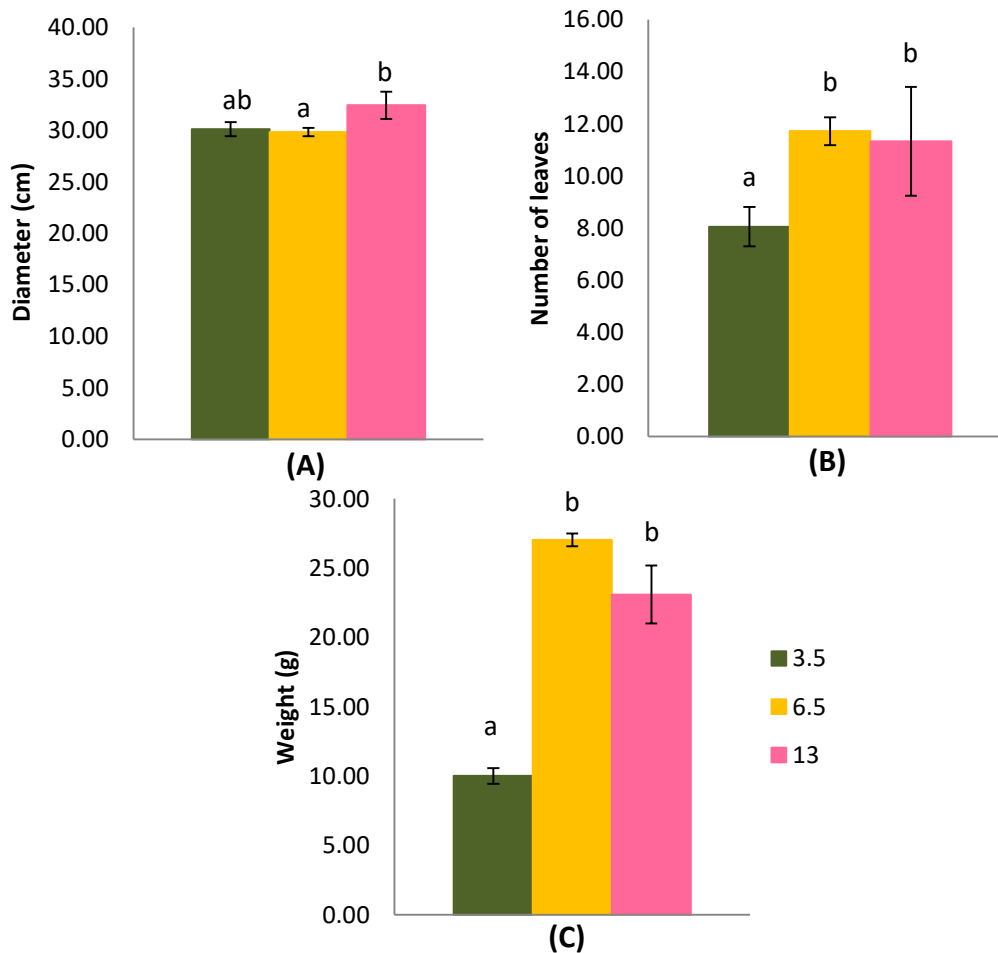 40.00
35.00
30.00
25.00
20.00
15.00
10.00
5.00
0.00
Diameter (cm)
ab
a
b
(A)
16.00
14.00
12.00
10.00
8.00
6.00
4.00
2.00
0.00
Number of leaves
a
b
b
(B)
30.00
25.00
20.00
15.00
10.00
5.00
0.00
Weight (g)
a
b
b
(C)
3.5
6.5
13